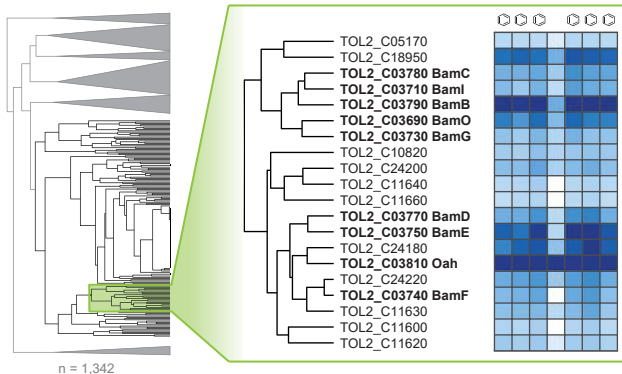 TOL2_C05170
TOL2_C18950
TOL2_C03780 BamC
TOL2_C03710 BamI
TOL2_C03790 BamB
TOL2_C03690 BamO
TOL2_C03730 BamG
TOL2_C10820
TOL2_C24200
TOL2_C11640
TOL2_C11660
TOL2_C03770 BamD
TOL2_C03750 BamE
TOL2_C24180
TOL2_C03810 Oah
TOL2_C24220
TOL2_C03740 BamF
TOL2_C11630
TOL2_C11600
TOL2_C11620
n = 1,342